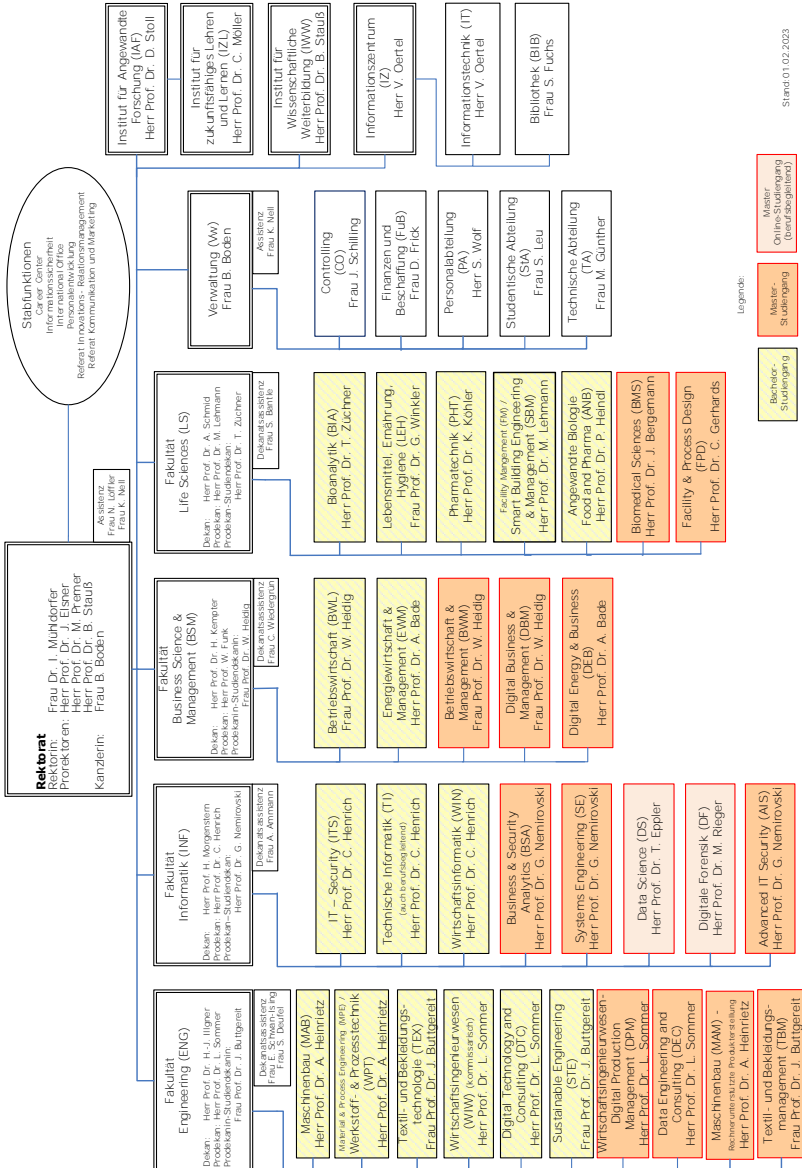 Rektorat
Rektorin: Frau Dr. I. Mühldorfer
Prorektoren: Herr Prof. Dr. J. Elsner
Herr Prof. Dr. M. Premer
Herr Prof. Dr. B. Stauß
Kanzlerin: Frau B. Boden
Assistenz
Frau N. Löffler
Frau K. Nell
Stabfunktionen
Career Center
Informationssicherheit
International Office
Personalentwicklung
Referat Innovations- Relationsmanagement
Referat Kommunikation und Marketing
Fakultät
Engineering (ENG)
Dekan: Herr Prof. Dr. H.-J. Illgner
Prodekan: Herr Prof. Dr. L. Sommer
Prodekanin-Studiendekanin:
Frau Prof. Dr. J. Buttgereit
Dekanatsassistenz
Frau E. Schwan-Ising
Frau S. Deufel
Maschinenbau (MAB)
Herr Prof. Dr. A. Heinrietz
Material & Process Engineering (MPE) /
Werkstoff- & Prozesstechnik
(WPT)
Herr Prof. Dr. A. Heinrietz
Textil- und Bekleidungs-
technologie (TEX)
Frau Prof. Dr. J. Buttgereit
Wirtschaftsingenieurwesen
(WIW) (kommissarisch)
Herr Prof. Dr. L. Sommer
Digital Technology and
Consulting (DTC)
Herr Prof. Dr. L. Sommer
Sustainable Engineering
(STE)
Frau Prof. Dr. J. Buttgereit
Wirtschaftsingenieurwesen-
Digital Production
Management (DPM)
Herr Prof. Dr. L. Sommer
Data Engineering and
Consulting (DEC)
Herr Prof. Dr. L. Sommer
Maschinenbau (MAM) -
Rechnerunterstützte Produkterstellung
Herr Prof. Dr. A. Heinrietz
Textil- und Bekleidungs-
management (TBM)
Frau Prof. Dr. J. Buttgereit
Fakultät
Informatik (INF)
Dekan: Herr Prof. H. Morgenstern
Prodekan: Herr Prof. Dr. C. Henrich
Prodekan–Studiendekan:
Herr Prof. Dr. G. Nemirovski
Dekanatsassistenz
Frau A. Ammann
IT – Security (ITS)
Herr Prof. Dr. C. Henrich
Technische Informatik (TI)
(auch berufsbegleitend)
Herr Prof. Dr. C. Henrich
Wirtschaftsinformatik (WIN)
Herr Prof. Dr. C. Henrich
Business & Security
Analytics (BSA)
Herr Prof. Dr. G. Nemirovski
Systems Engineering (SE)
Herr Prof. Dr. G. Nemirovski
Data Science (DS)
Herr Prof. Dr. T. Eppler
Digitale Forensik (DF)
Herr Prof. Dr. M. Rieger
Advanced IT Security (AIS)
Herr Prof. Dr. G. Nemirovski
Fakultät
Business Science &
Management (BSM)
Dekan: Herr Prof. Dr. H. Kempter
Prodekan: Herr Prof. W. Funk
Prodekanin-Studiendekanin:
Frau Prof. Dr. W. Heidig
Dekanatsassistenz
Frau C. Wiedergrün
Betriebswirtschaft (BWL)
Frau Prof. Dr. W. Heidig
Energiewirtschaft &
Management (EWM)
Herr Prof. Dr. A. Bade
Betriebswirtschaft &
Management (BWM)
Frau Prof. Dr. W. Heidig
Digital Business &
Management (DBM)
Frau Prof. Dr. W. Heidig
Digital Energy & Business
(DEB)
Herr Prof. Dr. A. Bade
Fakultät
Life Sciences (LS)
Dekan: Herr Prof. Dr. A. Schmid
Prodekan: Herr Prof. Dr. M. Lehmann
Prodekan-Studiendekan:
Herr Prof. Dr. T. Züchner
Dekanatsassistenz
Frau S. Bantle
Bioanalytik (BIA)
Herr Prof. Dr. T. Züchner
Lebensmittel, Ernährung,
Hygiene (LEH)
Frau Prof. Dr. G. Winkler
Pharmatechnik (PHT)
Herr Prof. Dr. K. Köhler
Facility Mangement (FM) /
Smart Building Engineering
& Management (SBM)
Herr Prof. Dr. M. Lehmann
Angewandte Biologie
Food and Pharma (ANB)
Herr Prof. Dr. P. Heindl
Biomedical Sciences (BMS)
Herr Prof. Dr. J. Bergemann
Facility & Process Design
(FPD)
Herr Prof. Dr. C. Gerhards
Verwaltung (Vw)
Frau B. Boden
Assistenz
Frau K. Nell
Controlling
(CO)
Frau J. Schilling
Finanzen und
Beschaffung (FuB)
Frau D. Frick
Personalabteilung
(PA)
Herr S. Wolf
Studentische Abteilung
(StA)
Frau S. Leu
Technische Abteilung
(TA)
Frau M. Günther
Institut für Angewandte
Forschung (IAF)
Herr Prof. Dr. D. Stoll
Institut für
zukunftsfähiges Lehren
und Lernen (IZL)
Herr Prof. Dr. C. Möller
Institut für
Wissenschaftliche
Weiterbildung (IWW)
Herr Prof. Dr. B. Stauß
Informationszentrum
(IZ)
Herr V. Oertel
Informationstechnik (IT)
Herr V. Oertel
Bibliothek (BIB)
Frau S. Fuchs
Legende:
Bachelor-
Studiengang
Master-
Studiengang
Master
Online-Studiengang
(berufsbegleitend)
Stand: 01.02.2023